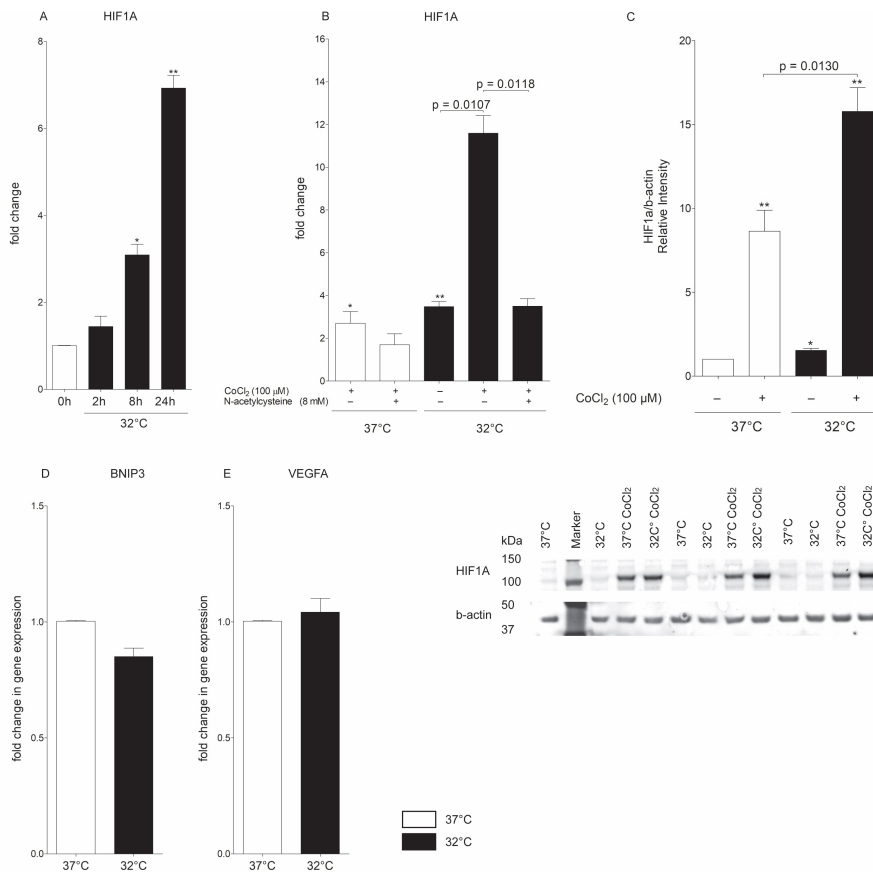 A HIF1A
fold change
8
6
4
2
0
**
*
0h 2h 8h 24h
32°C
B HIF1A
fold change
16
14
12
10
8
6
4
2
0
p = 0.0118
p = 0.0107
*
**
CoCl₂ (100 µM) + + – + +
N-acetylcysteine (8 mM) – + – – +
37°C 32°C
C
HIF1a/b-actin
Relative Intensity
20
15
10
5
0
p = 0.0130
**
**
*
CoCl₂ (100 µM) – + – +
37°C 32°C
D BNIP3
fold change in gene expression
1.5
1.0
0.5
0.0
37°C 32°C
E VEGFA
fold change in gene expression
1.5
1.0
0.5
0.0
37°C 32°C
37°C
32°C
kDa
37°C
Marker
32°C
37°C CoCl₂
32C° CoCl₂
37°C
32°C
37°C CoCl₂
32C° CoCl₂
37°C
32°C
37°C CoCl₂
32C° CoCl₂
HIF1A
150
100
b-actin
50
37